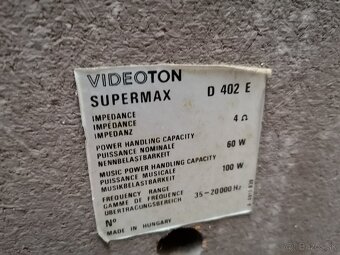 VIDEOTON
SUPERMAX D 402 E
IMPEDANCE
IMPEDANCE 4 Ω
IMPEDANZ
POWER HANDLING CAPACITY
PUISSANCE NOMINALE 60 W
NENNBELASTBARKEIT
MUSIC POWER HANDLING CAPACITY
PUISSANCE MUSICALE 100 W
MUSIKBELASTBARKEIT
FREQUENCY RANGE
GAMME DE FRÉQUENCE 35-20000 Hz
ÜBERTRAGUNGSBEREICH
N°
MADE IN HUNGARY